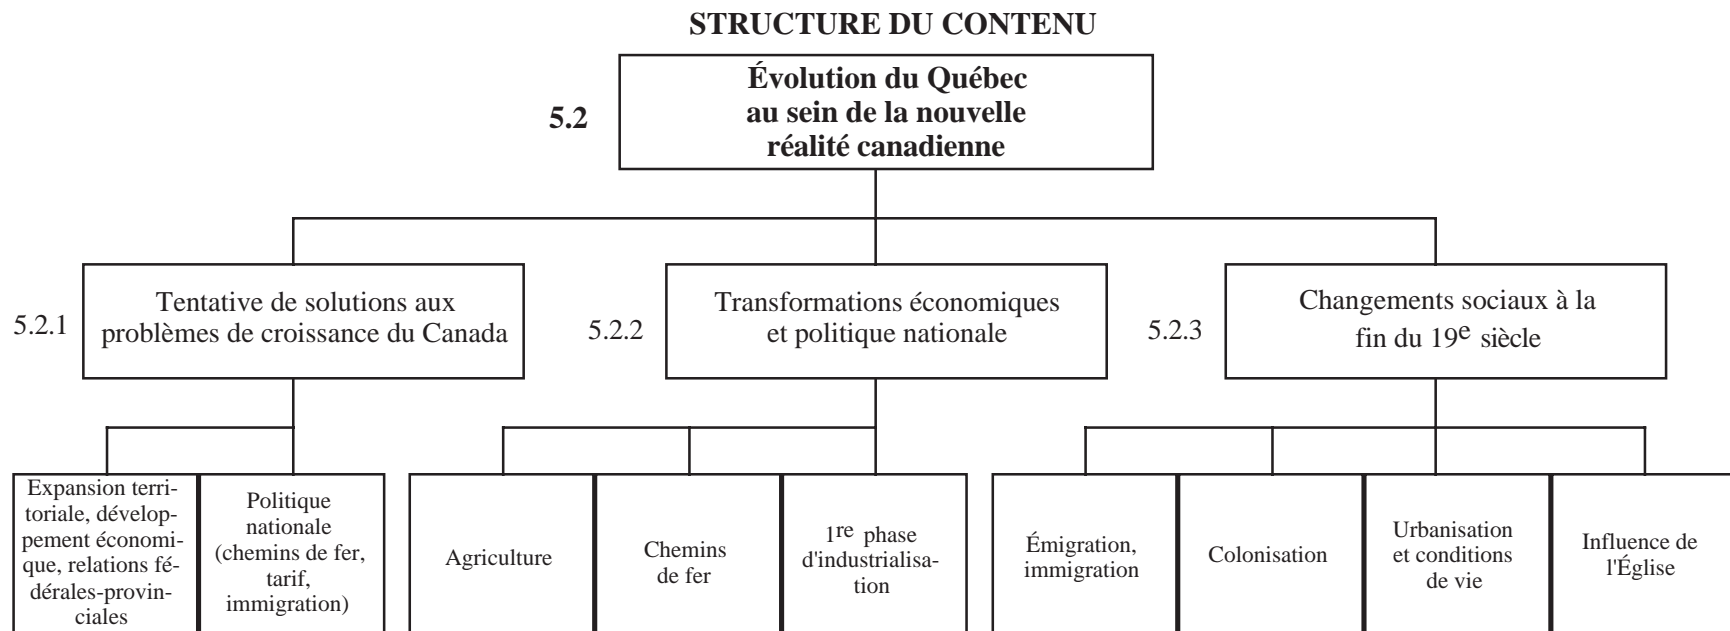 STRUCTURE DU CONTENU
5.2
Évolution du Québec
au sein de la nouvelle
réalité canadienne
5.2.1
Tentative de solutions aux
problèmes de croissance du Canada
5.2.2
Transformations économiques
et politique nationale
5.2.3
Changements sociaux à la
fin du 19e siècle
Expansion terri-
toriale, dévelop-
pement économi-
que, relations fé-
dérales-provin-
ciales
Politique
nationale
(chemins de fer,
tarif,
immigration)
Agriculture
Chemins
de fer
1re phase
d'industrialisa-
tion
Émigration,
immigration
Colonisation
Urbanisation
et conditions
de vie
Influence de
l'Église